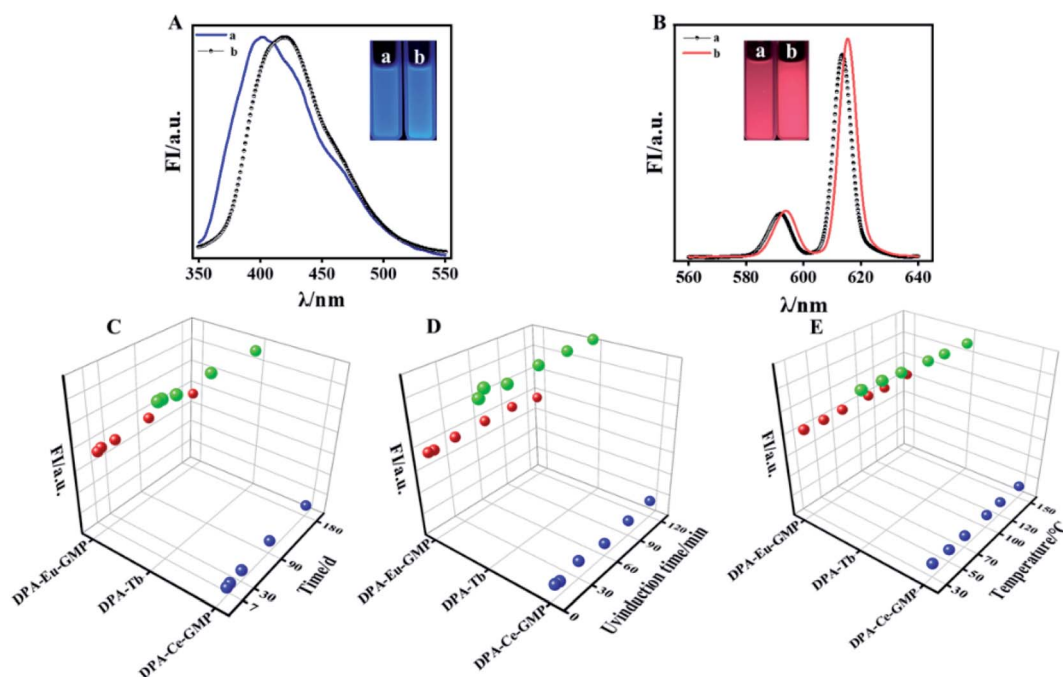 A
a
b
a b
FI/a.u.
350 400 450 500 550
λ/nm
B
a
b
a b
FI/a.u.
560 580 600 620 640
λ/nm
C
FI/a.u.
DPA-Eu-GMP
DPA-Tb
DPA-Ce-GMP
7
30
90
180
Time/d
D
FI/a.u.
DPA-Eu-GMP
DPA-Tb
DPA-Ce-GMP
0
30
60
90
120
Uvinduction time/min
E
FI/a.u.
DPA-Eu-GMP
DPA-Tb
DPA-Ce-GMP
30
50
70
100
120
150
Temperature/°C